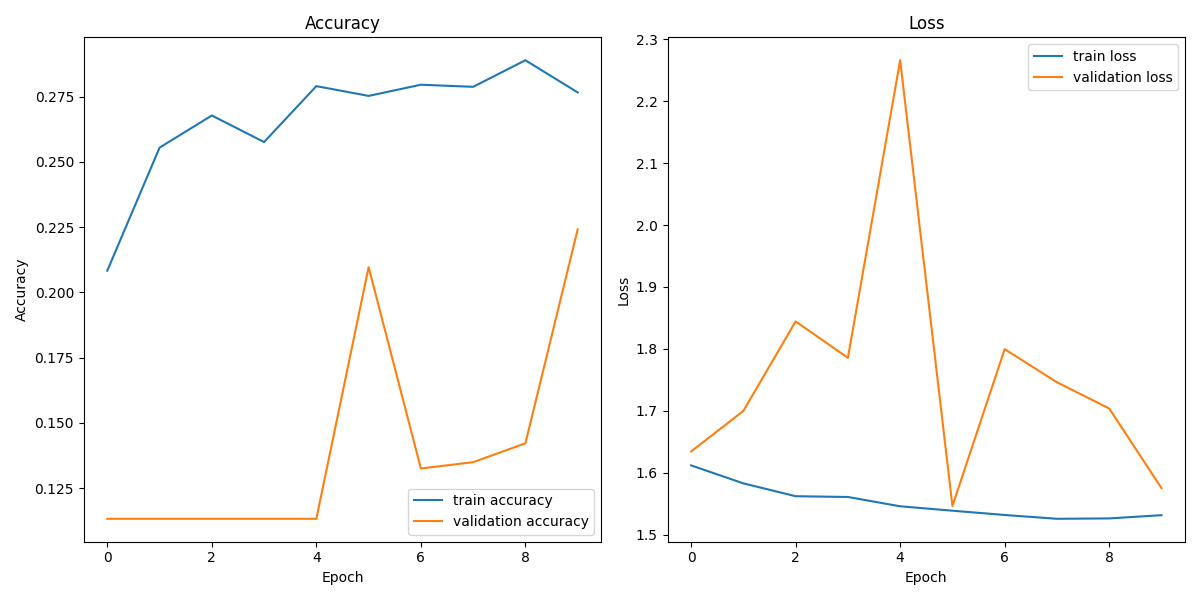 Accuracy
Accuracy
0.275
0.250
0.225
0.200
0.175
0.150
0.125
0 2 4 6 8
Epoch
train accuracy
validation accuracy
Loss
Loss
2.3
2.2
2.1
2.0
1.9
1.8
1.7
1.6
1.5
0 2 4 6 8
Epoch
train loss
validation loss